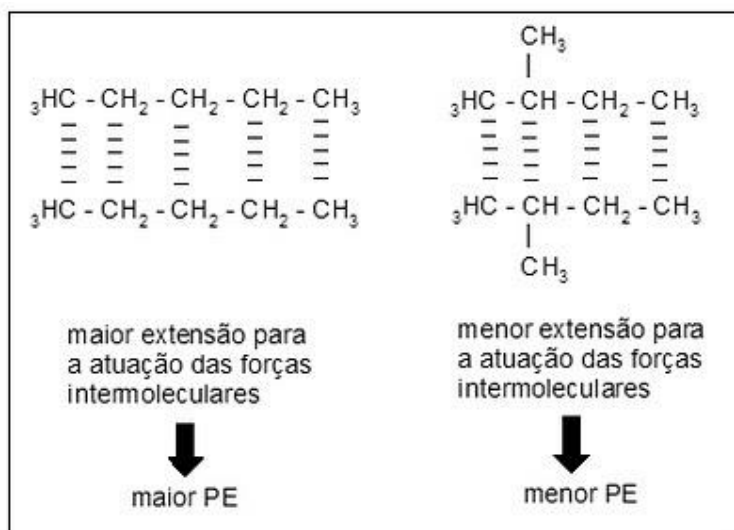 ₃HC - CH₂ - CH₂ - CH₂ - CH₃
₃HC - CH₂ - CH₂ - CH₂ - CH₃
maior extensão para
a atuação das forças
intermoleculares
maior PE
CH₃
₃HC - CH - CH₂ - CH₃
₃HC - CH - CH₂ - CH₃
CH₃
menor extensão para
a atuação das forças
intermoleculares
menor PE